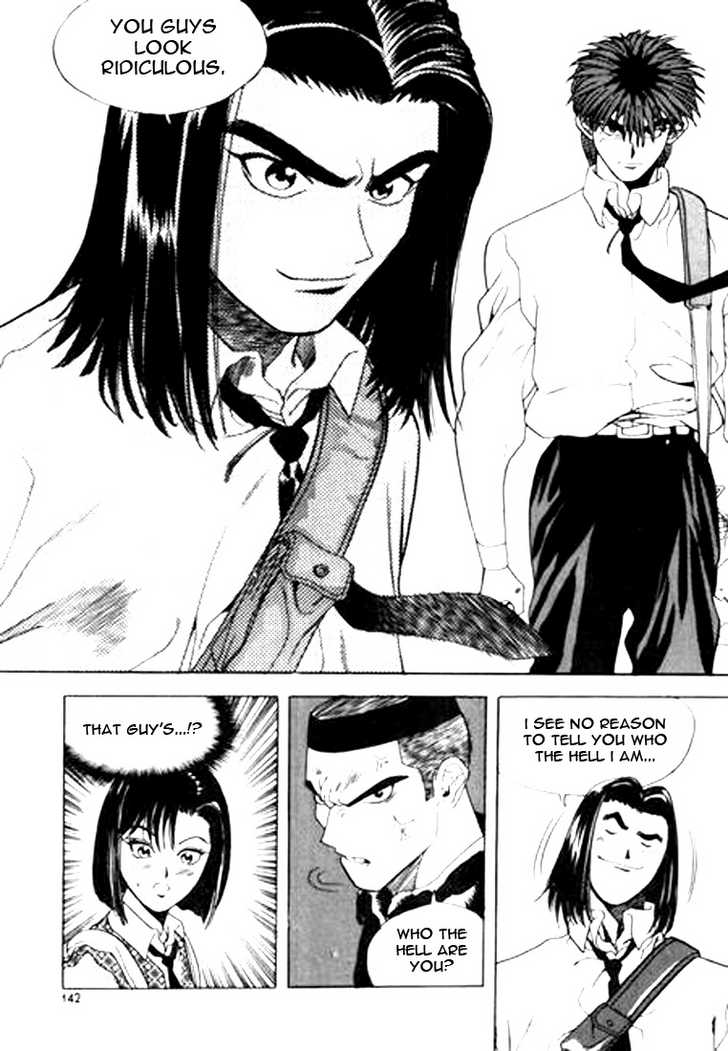 YOU GUYS
LOOK
RIDICULOUS.
THAT GUY'S...!?
WHO THE
HELL ARE
YOU?
I SEE NO REASON
TO TELL YOU WHO
THE HELL I AM...
142